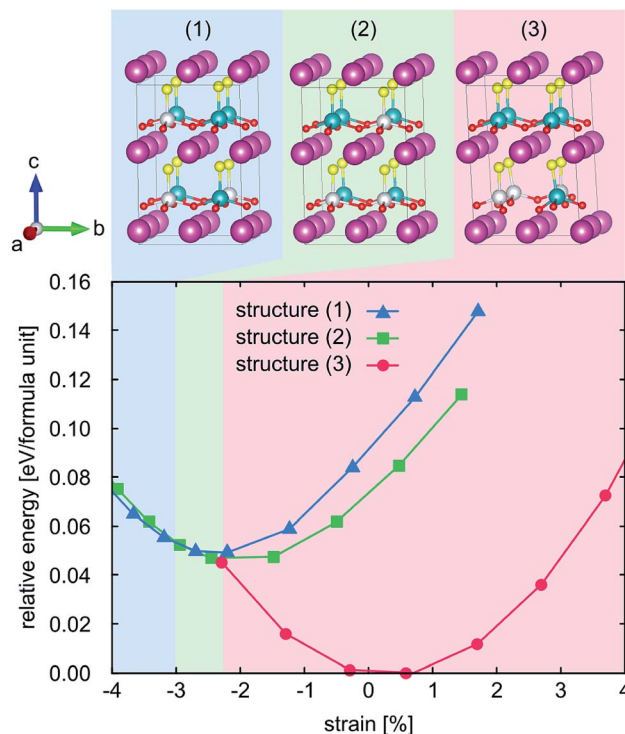 (1) (2) (3)
c
b
a
0.16
0.14
0.12
0.10
0.08
0.06
0.04
0.02
0.00
relative energy [eV/formula unit]
structure (1)
structure (2)
structure (3)
-4 -3 -2 -1 0 1 2 3 4
strain [%]